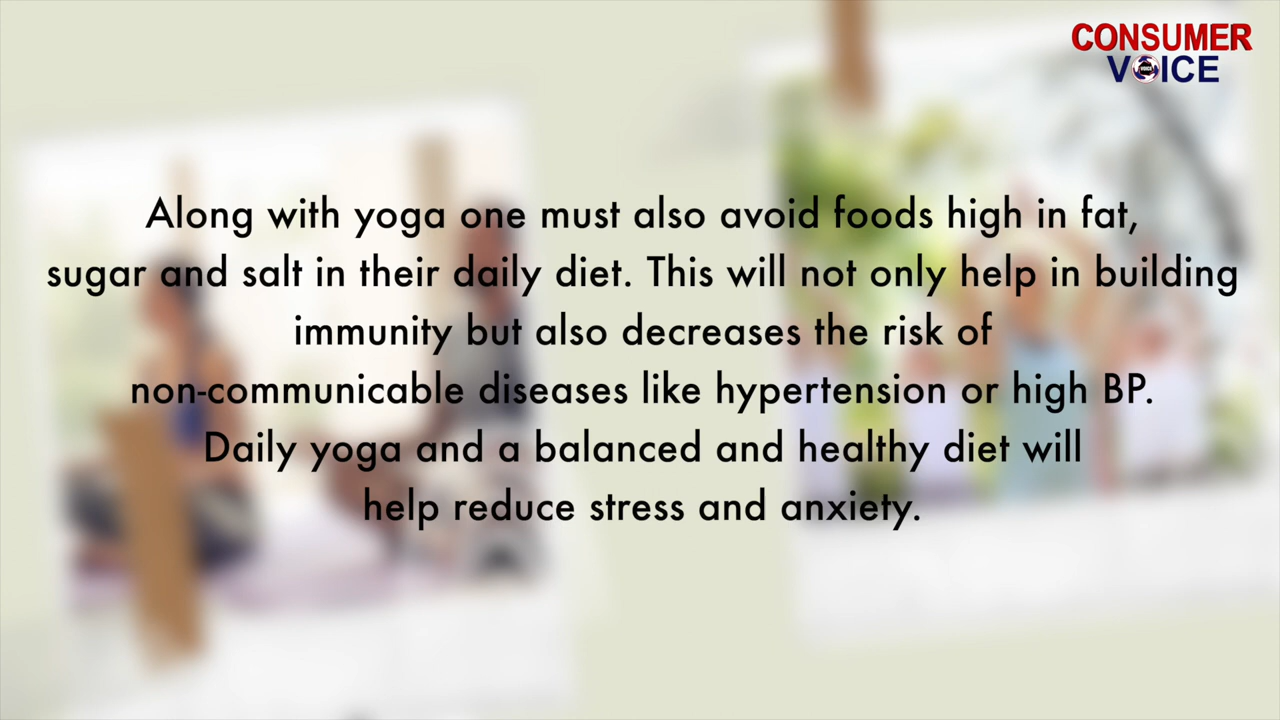 CONSUMER
VOICE
Along with yoga one must also avoid foods high in fat,
sugar and salt in their daily diet. This will not only help in building
immunity but also decreases the risk of
non-communicable diseases like hypertension or high BP.
Daily yoga and a balanced and healthy diet will
help reduce stress and anxiety.